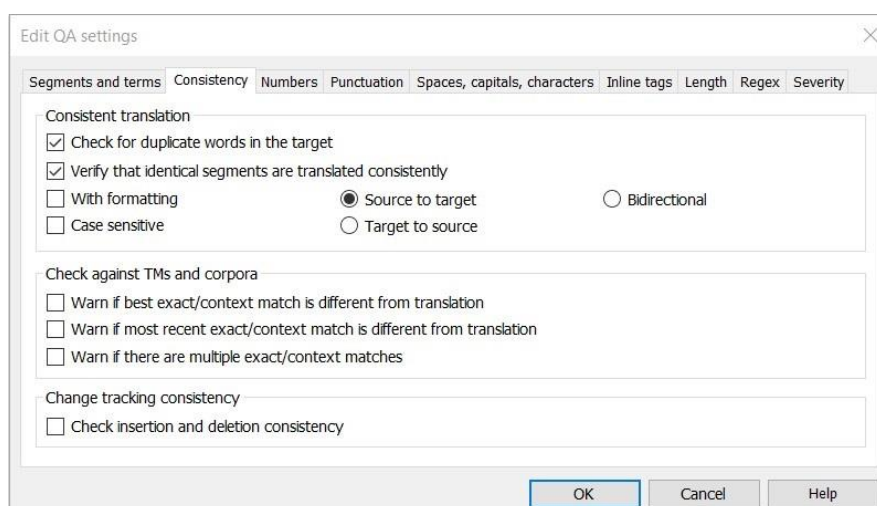 Edit QA settings
Segments and terms Consistency Numbers Punctuation Spaces, capitals, characters Inline tags Length Regex Severity
Consistent translation
Check for duplicate words in the target
Verify that identical segments are translated consistently
With formatting Source to target Bidirectional
Case sensitive Target to source
Check against TMs and corpora
Warn if best exact/context match is different from translation
Warn if most recent exact/context match is different from translation
Warn if there are multiple exact/context matches
Change tracking consistency
Check insertion and deletion consistency
OK Cancel Help